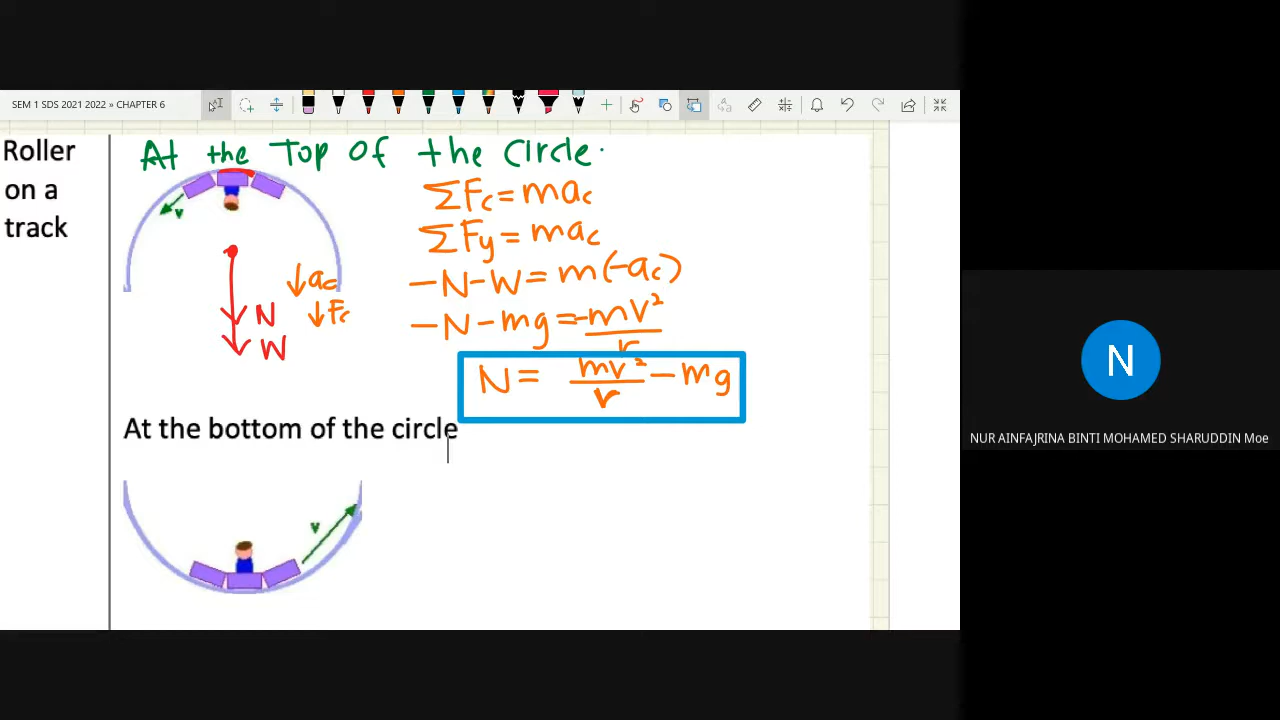 SEM 1 SDS 2021 2022 » CHAPTER 6
Roller
on a
track
At the Top of the Circle.
v
↓ac
↓Fc
N
W
ΣFc = mac
ΣFy = mac
-N-W = m(-ac)
-N-mg = -mv²/r
N = mv²/r - mg
At the bottom of the circle
v
N
NUR AINFAJRINA BINTI MOHAMED SHARUDDIN Moe